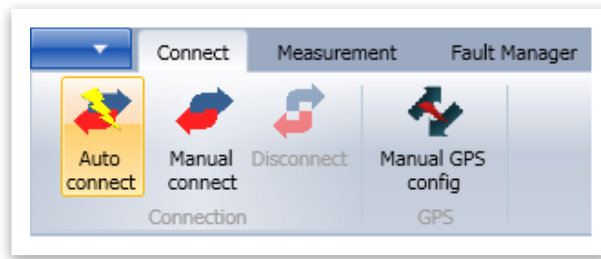 Connect Measurement Fault Manager
Auto connect
Manual connect
Disconnect
Manual GPS config
Connection
GPS